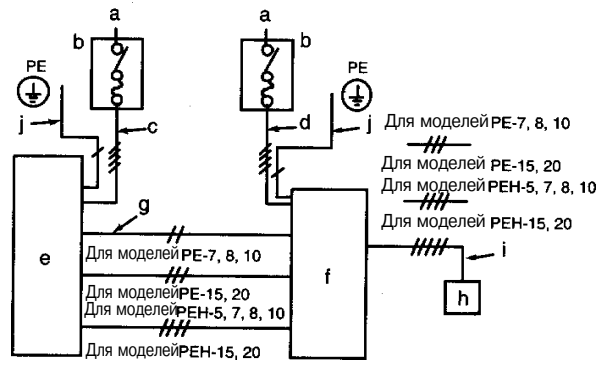 a
a
b
b
PE
PE
j
c
d
j
Для моделей PE-7, 8, 10
Для моделей PE-15, 20
Для моделей PEH-5, 7, 8, 10
Для моделей PEH-15, 20
g
e
f
i
h
Для моделей PE-7, 8, 10
Для моделей PE-15, 20
Для моделей PEH-5, 7, 8, 10
Для моделей PEH-15, 20